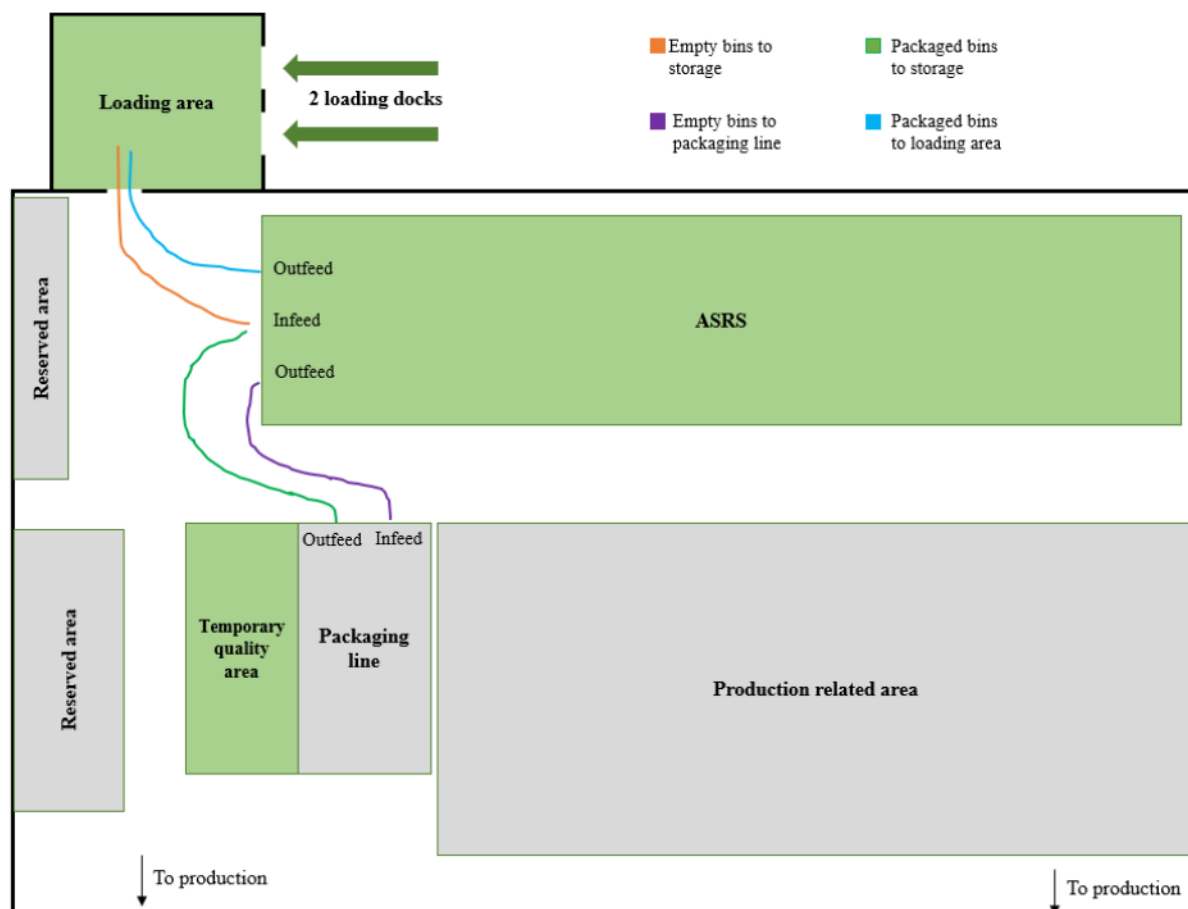 Loading area
2 loading docks
Empty bins to
storage
Packaged bins
to storage
Empty bins to
packaging line
Packaged bins
to loading area
Reserved area
Outfeed
Infeed
Outfeed
ASRS
Reserved area
Temporary
quality
area
Outfeed
Infeed
Packaging
line
Production related area
To production
To production